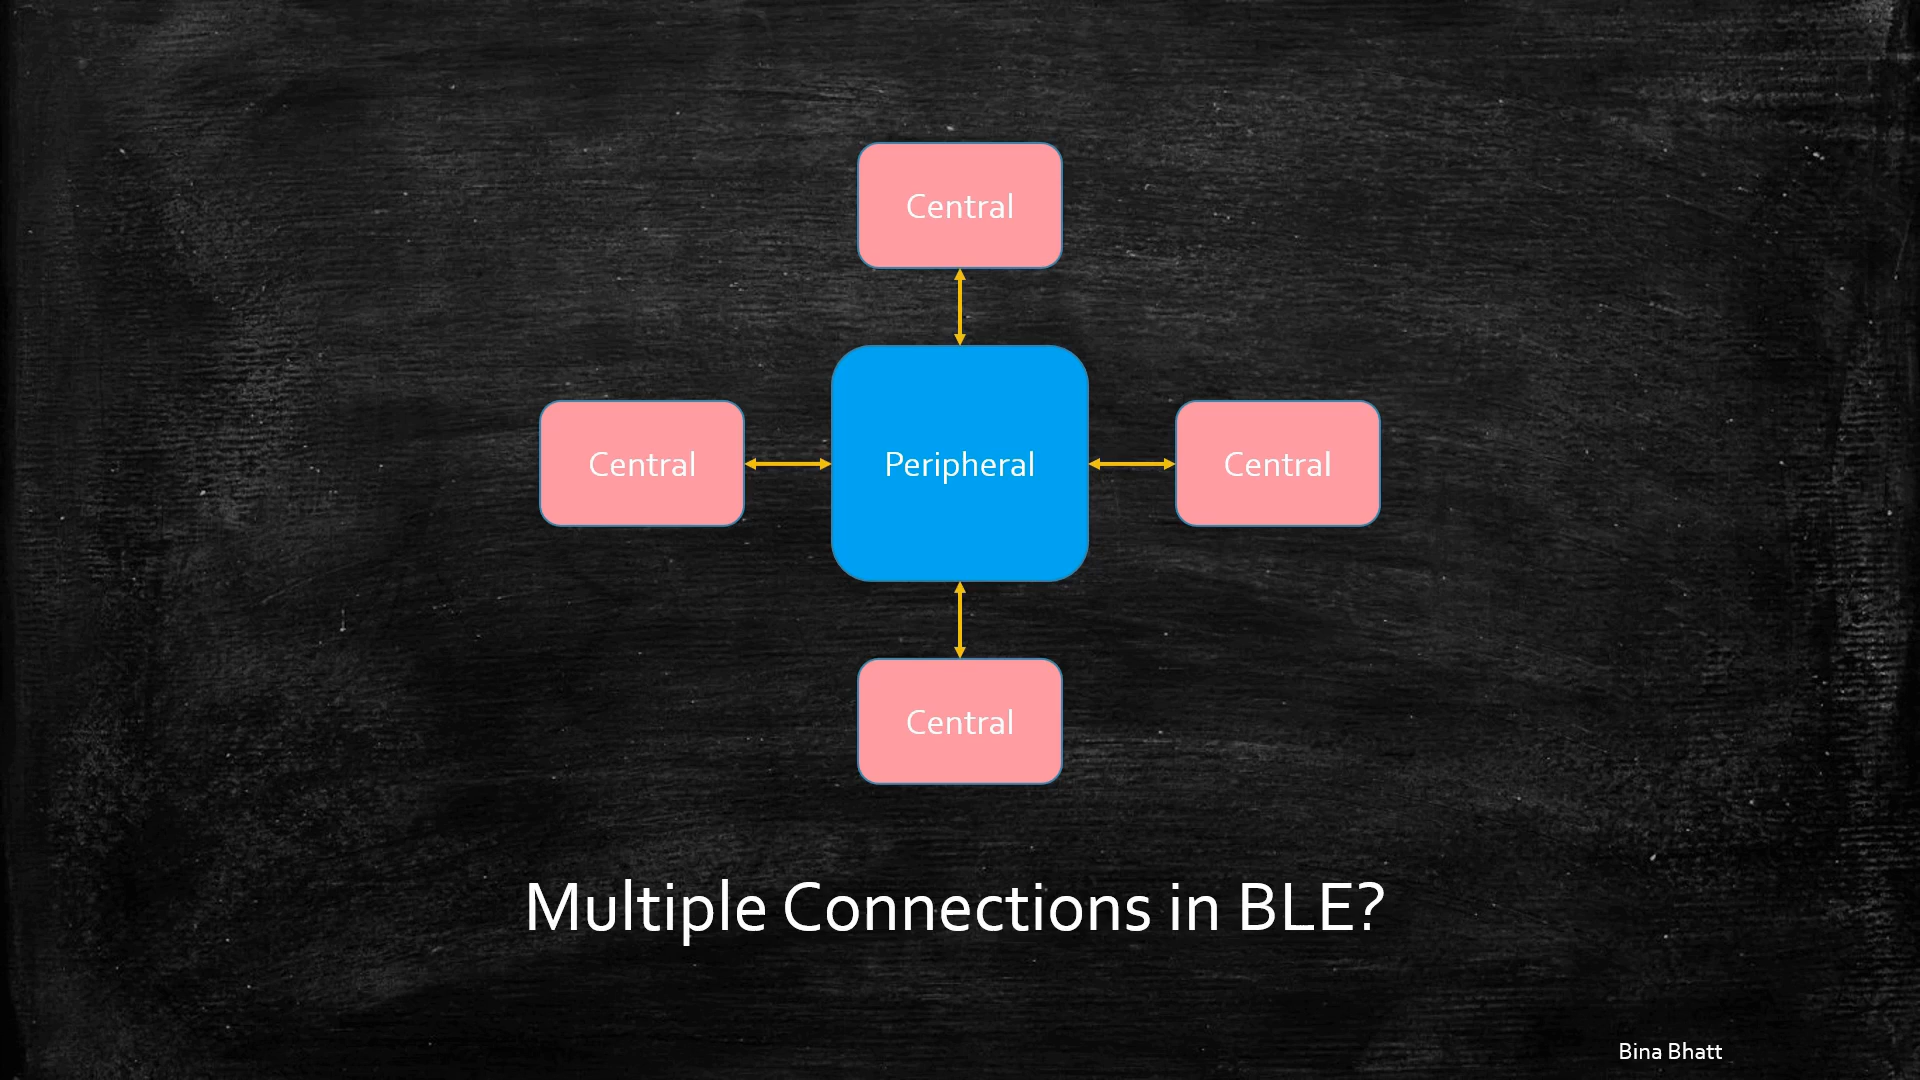 Central
Central
Peripheral
Central
Central
Multiple Connections in BLE?
Bina Bhatt